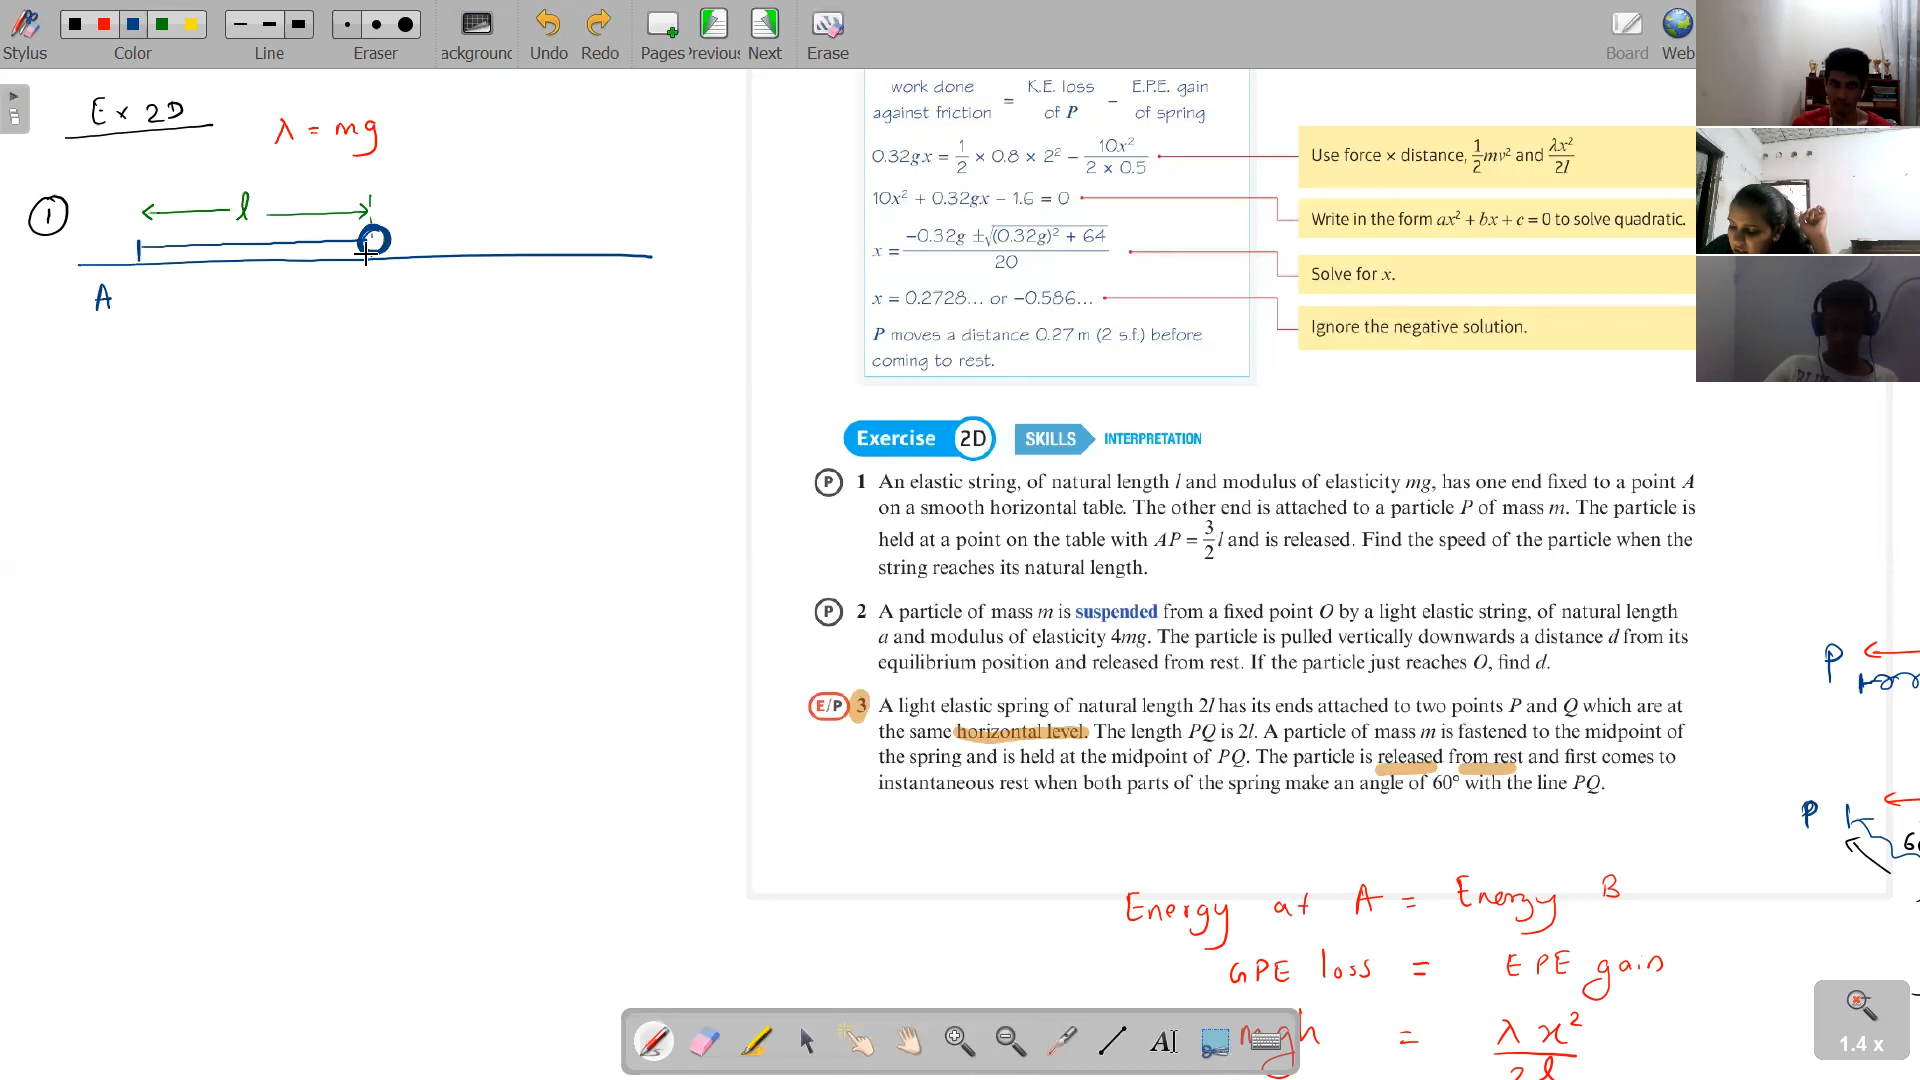 Stylus
Color
Line
Eraser
ackground
Undo
Redo
Pages
Previous
Next
Erase
Board
Web
Ex 2D
λ = mg
①
l
A
work done against friction = K.E. loss of P − E.P.E. gain of spring
0.32gx = 1/2 × 0.8 × 2² − 10x²/(2 × 0.5)
10x² + 0.32gx − 1.6 = 0
x = (−0.32g ±√((0.32g)² + 64))/20
x = 0.2728... or −0.586...
P moves a distance 0.27 m (2 s.f.) before
coming to rest.
Use force × distance, 1/2 mv² and λx²/2l
Write in the form ax² + bx + c = 0 to solve quadratic.
Solve for x.
Ignore the negative solution.
Exercise 2D SKILLS INTERPRETATION
P 1 An elastic string, of natural length l and modulus of elasticity mg, has one end fixed to a point A
on a smooth horizontal table. The other end is attached to a particle P of mass m. The particle is
held at a point on the table with AP = 3/2 l and is released. Find the speed of the particle when the
string reaches its natural length.
P 2 A particle of mass m is suspended from a fixed point O by a light elastic string, of natural length
a and modulus of elasticity 4mg. The particle is pulled vertically downwards a distance d from its
equilibrium position and released from rest. If the particle just reaches O, find d.
E/P 3 A light elastic spring of natural length 2l has its ends attached to two points P and Q which are at
the same horizontal level. The length PQ is 2l. A particle of mass m is fastened to the midpoint of
the spring and is held at the midpoint of PQ. The particle is released from rest and first comes to
instantaneous rest when both parts of the spring make an angle of 60° with the line PQ.
P
P
Energy at A = Energy B
GPE loss = EPE gain
mgh = λx²/2l
1.4 x